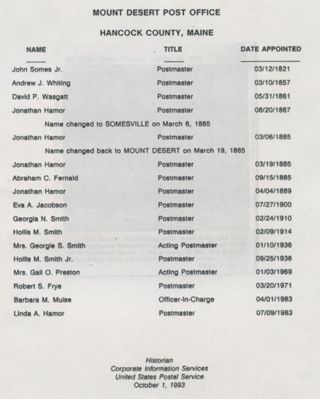 MOUNT DESERT POST OFFICE
HANCOCK COUNTY, MAINE
NAME TITLE DATE APPOINTED
John Somes Jr. Postmaster 03/12/1821
Andrew J. Whiting Postmaster 03/10/1857
David P. Wasgatt Postmaster 05/31/1861
Jonathan Hamor Postmaster 08/20/1867
Name changed to SOMESVILLE on March 6, 1885
Jonathan Hamor Postmaster 03/06/1885
Name changed back to MOUNT DESERT on March 19, 1885
Jonathan Hamor Postmaster 03/19/1885
Abraham C. Fernald Postmaster 09/15/1885
Jonathan Hamor Postmaster 04/04/1889
Eva A. Jacobson Postmaster 07/27/1900
Georgia N. Smith Postmaster 02/24/1910
Hollis M. Smith Postmaster 02/09/1914
Mrs. Georgie S. Smith Acting Postmaster 01/10/1936
Hollis M. Smith Jr. Postmaster 09/25/1936
Mrs. Gail O. Preston Acting Postmaster 01/03/1969
Robert S. Frye Postmaster 03/20/1971
Barbara M. Muise Officer-In-Charge 04/01/1983
Linda A. Hamor Postmaster 07/09/1983
Historian
Corporate Information Services
United States Postal Service
October 1, 1993